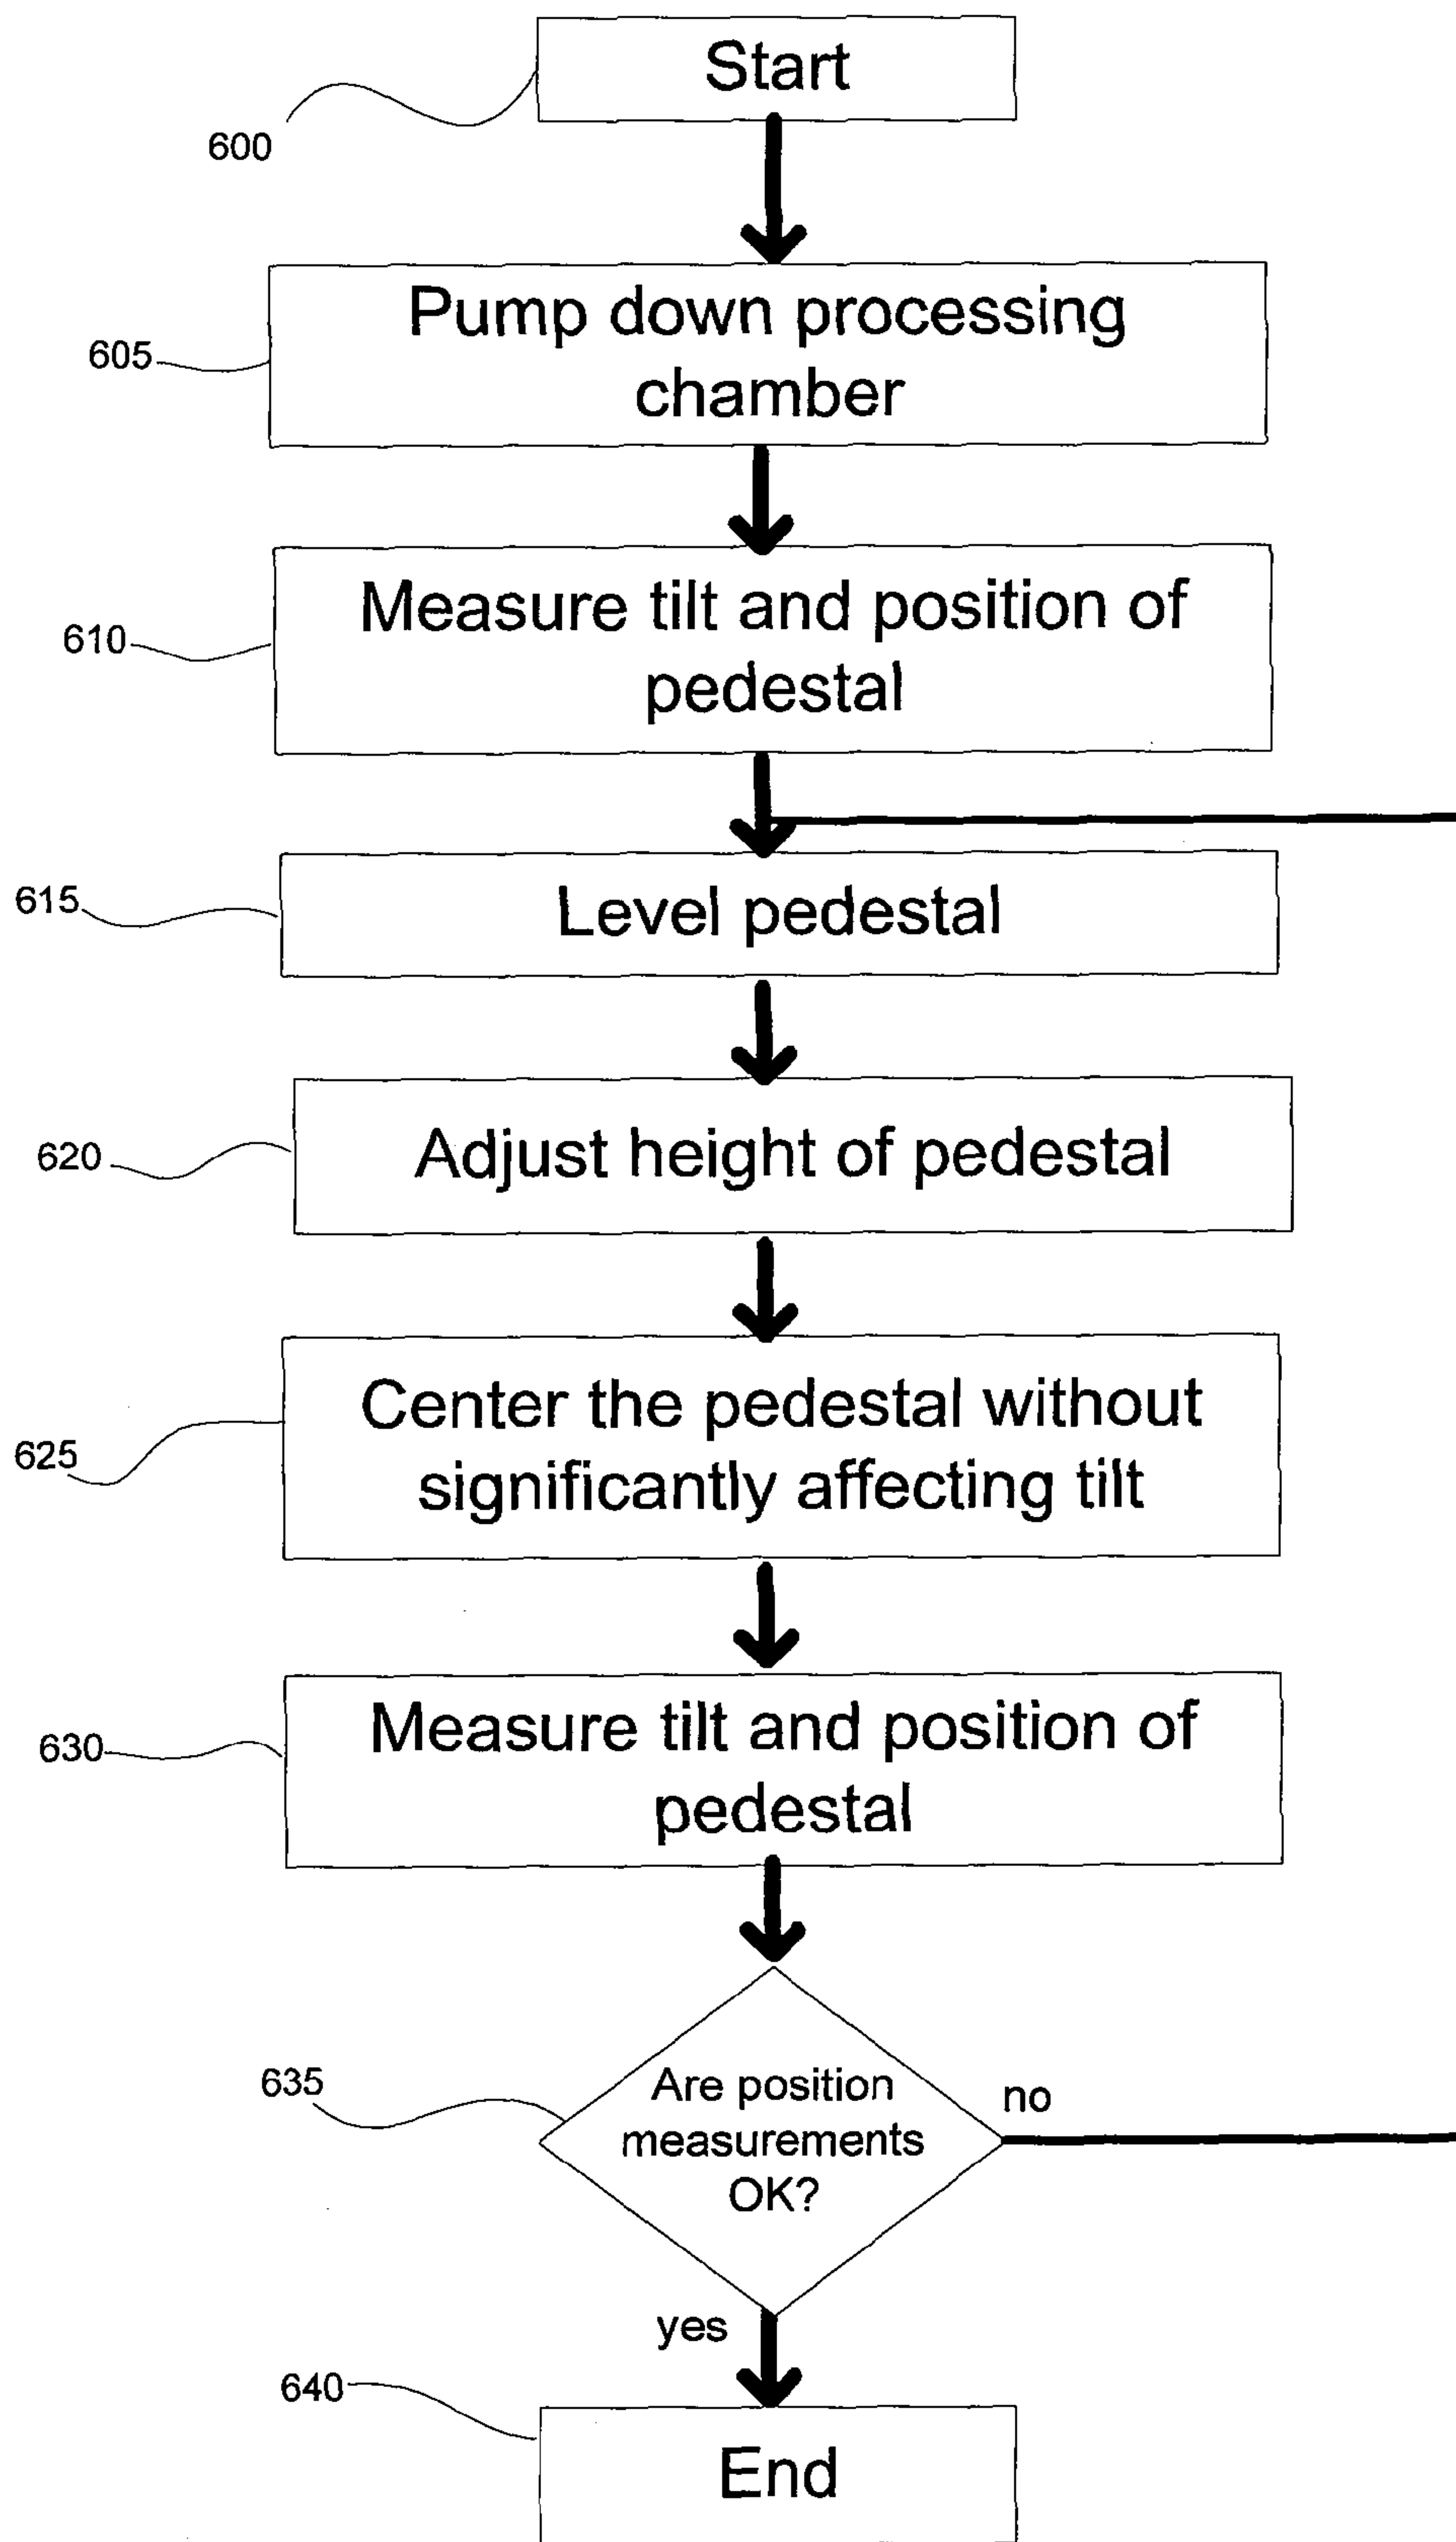 Start
600
Pump down processing
chamber
605
Measure tilt and position of
pedestal
610
Level pedestal
615
Adjust height of pedestal
620
Center the pedestal without
significantly affecting tilt
625
Measure tilt and position of
pedestal
630
635
Are position
measurements
OK?
no
yes
640
End